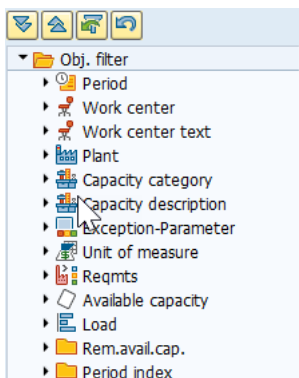 Obj. filter
Period
Work center
Work center text
Plant
Capacity category
Capacity description
Exception-Parameter
Unit of measure
Reqmts
Available capacity
Load
Rem.avail.cap.
Period index